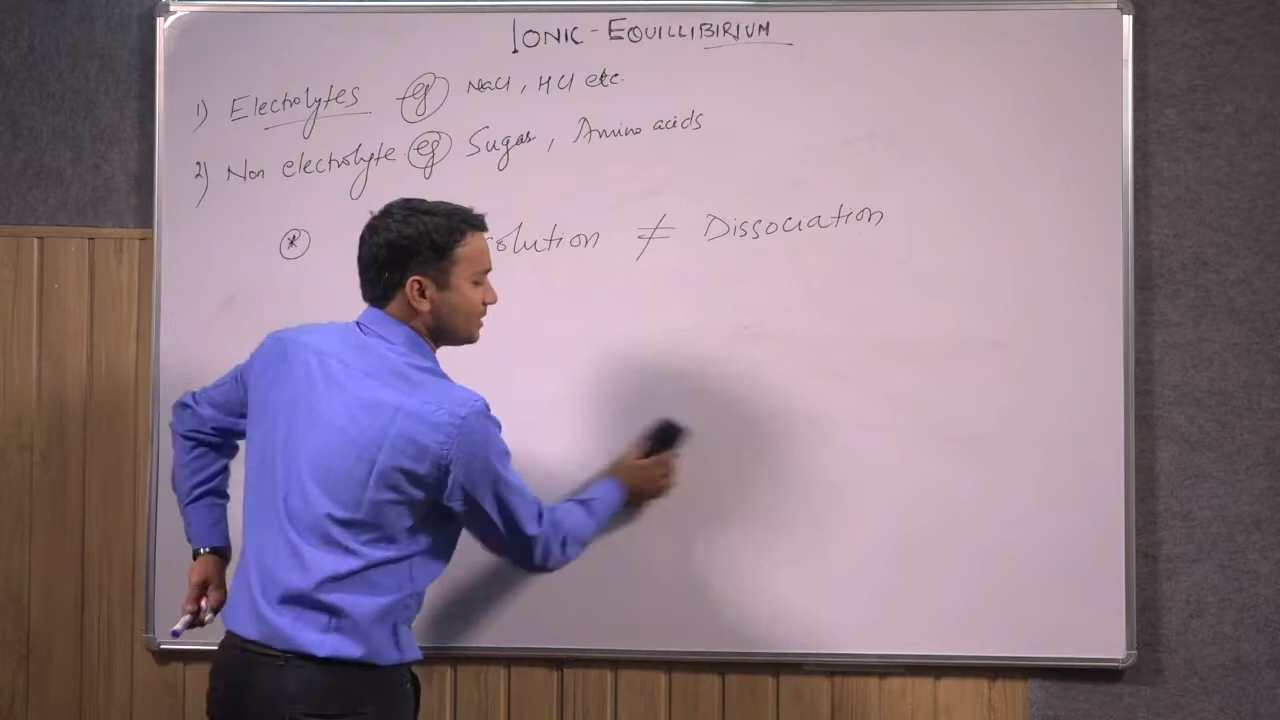 IONIC-EQUILLIBIRIUM
1) Electrolytes eg NaCl, HCl etc.
2) Non electrolyte eg Sugar, Amino acids
* solution ≠ Dissociation